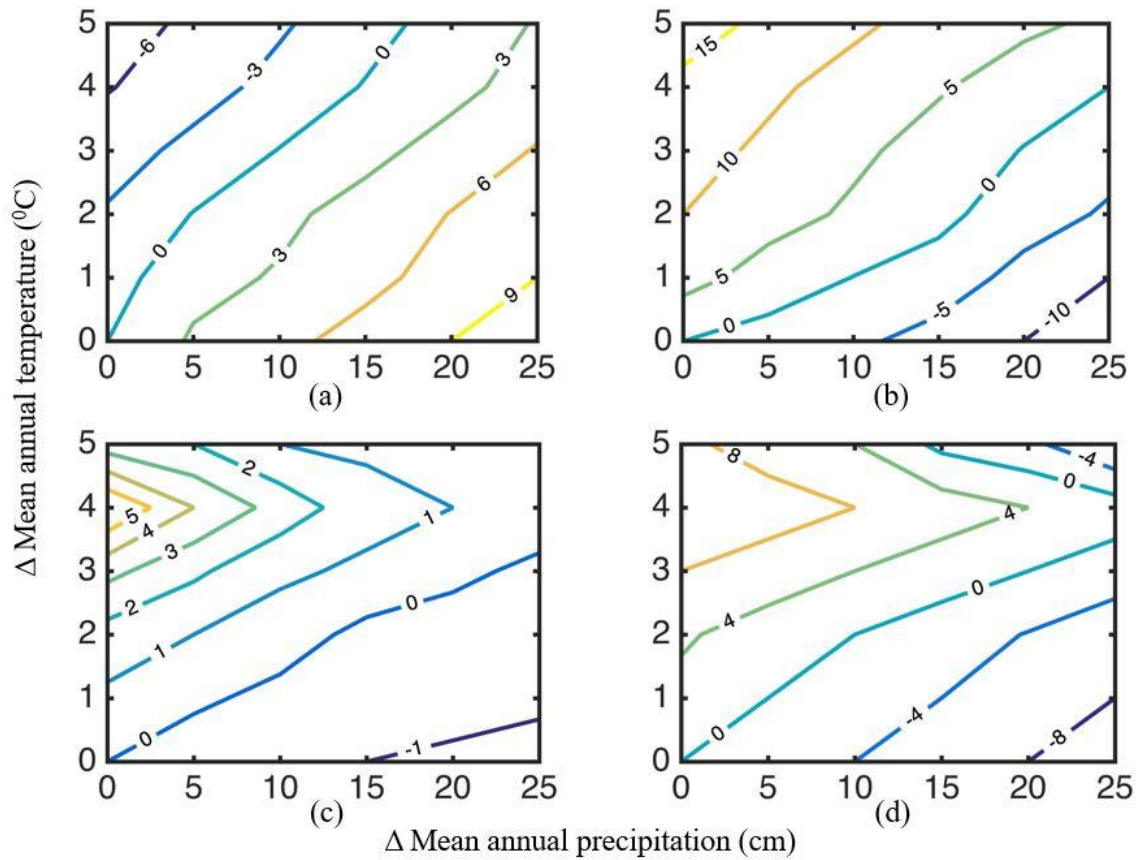 5 5
4 4
3 3
2 2
1 1
0 0
0 5 10 15 20 25 0 5 10 15 20 25
-6 -3 0 3 15 10 5 0
0 3 6 9 5 0 -5 -10
(a) (b)
Δ Mean annual temperature (⁰C)
5 5
4 4
3 3
2 2
1 1
0 0
0 5 10 15 20 25 0 5 10 15 20 25
2 8 -4 0
5 4 3 2 1 1 0 4 4 0
0 -1 0 -4 -8
(c) (d)
Δ Mean annual precipitation (cm)